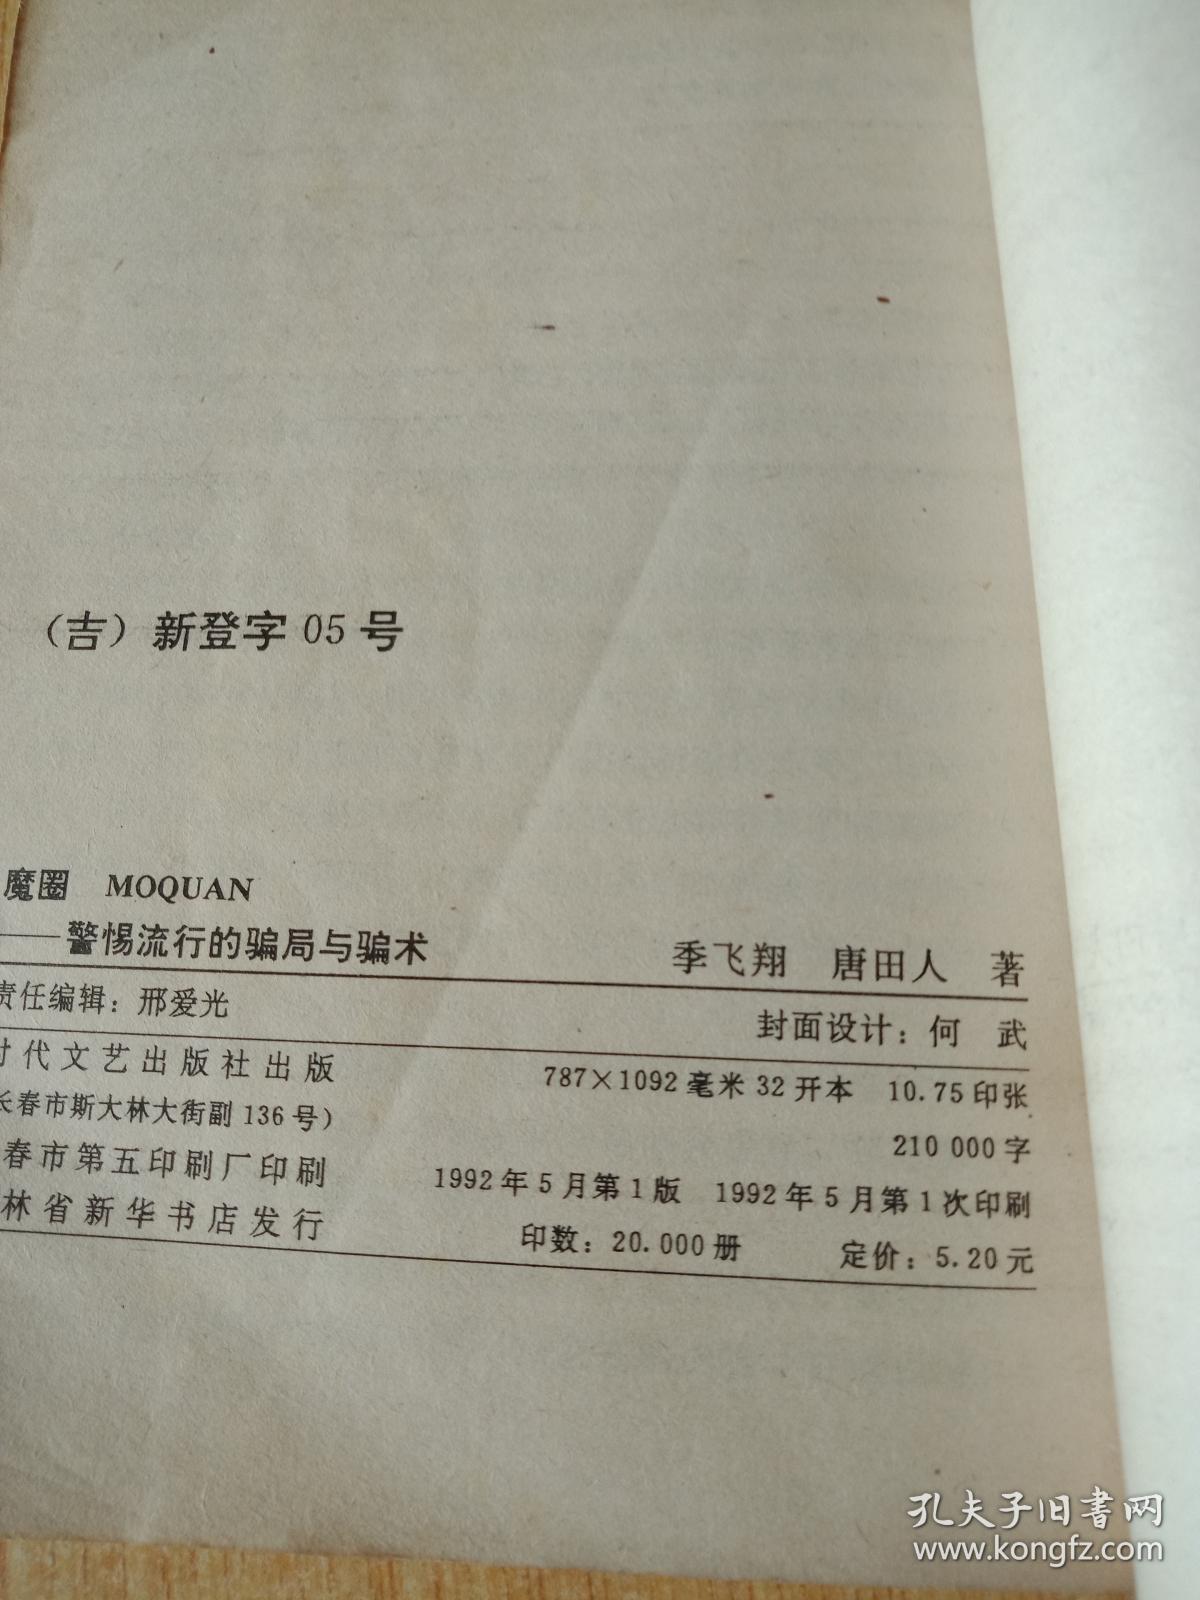 （吉）新登字05号
魔圈 MOQUAN
——警惕流行的骗局与骗术
季飞翔 唐田人 著
责任编辑：邢爱光
封面设计：何 武
时代文艺出版社出版
787×1092毫米32开本 10.75印张
长春市斯大林大街副136号）
210 000字
春市第五印刷厂印刷
1992年5月第1版 1992年5月第1次印刷
林省新华书店发行
印数：20.000册 定价：5.20元
孔夫子旧書网
www.kongfz.com